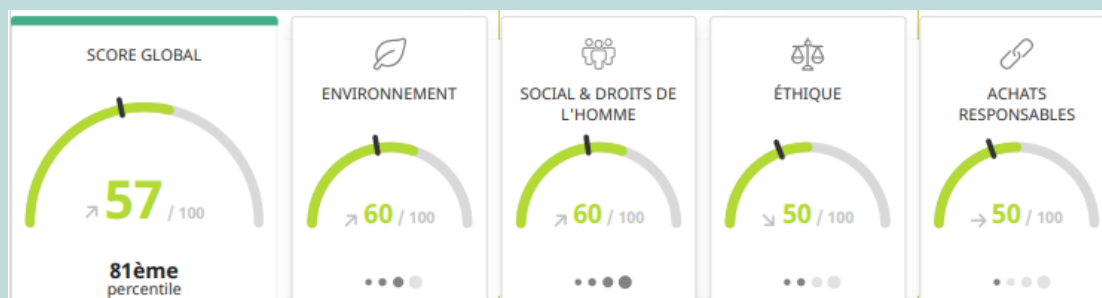 SCORE GLOBAL
57 / 100
81ème
percentile
ENVIRONNEMENT
60 / 100
SOCIAL & DROITS DE
L'HOMME
60 / 100
ÉTHIQUE
50 / 100
ACHATS
RESPONSABLES
50 / 100